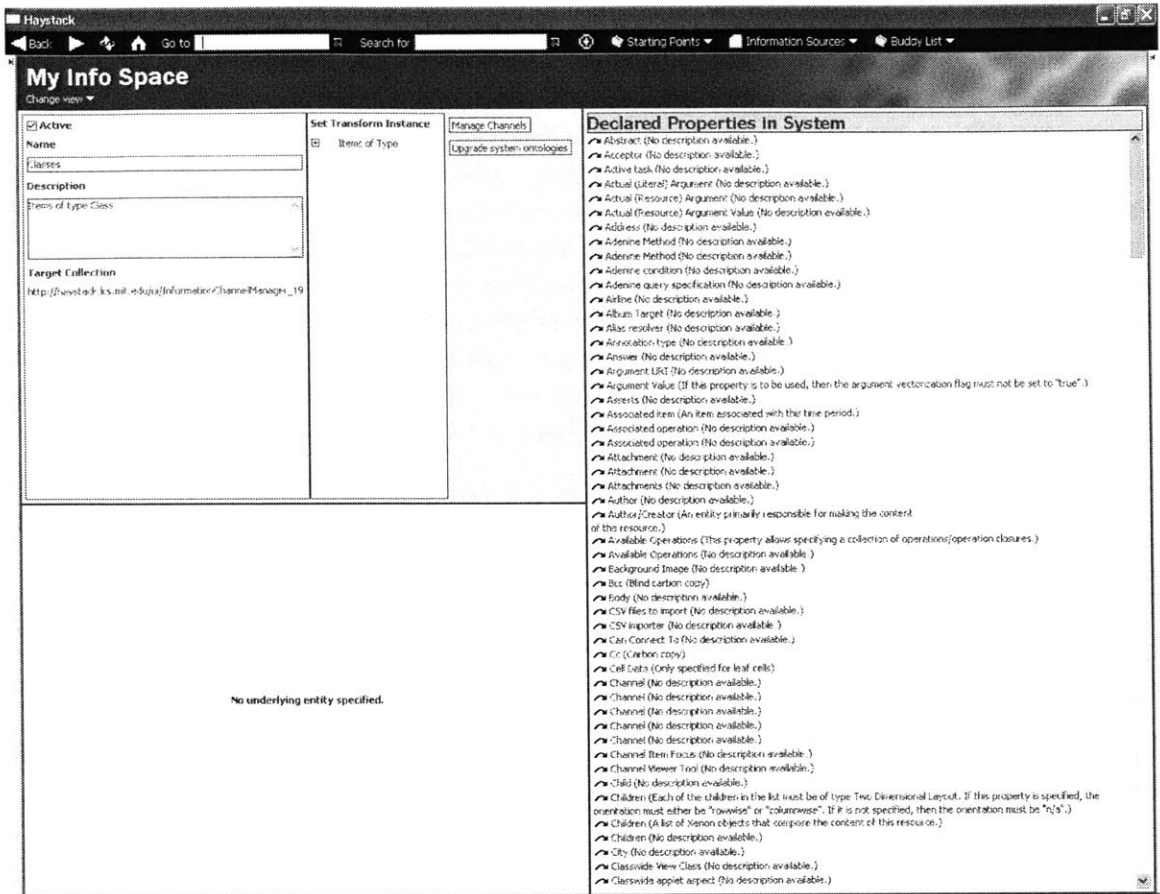 Haystack
Back Go to Search for Starting Points Information Sources Buddy List
My Info Space
Change view
Active
Name
Classes
Description
Items of type Class
Target Collection
http://haystack.lcs.mit.edu/ui/InformationChannelManager_19
Set Transform Instance
Items of Type
Manage Channels
Upgrade system ontologies
No underlying entity specified.
Declared Properties in System
Abstract (No description available.)
Acceptor (No description available.)
Active task (No description available.)
Actual (Literal) Argument (No description available.)
Actual (Resource) Argument (No description available.)
Actual (Resource) Argument Value (No description available.)
Address (No description available.)
Adenine Method (No description available.)
Adenine Method (No description available.)
Adenine condition (No description available.)
Adenine query specification (No description available.)
Airline (No description available.)
Album Target (No description available.)
Alias resolver (No description available.)
Annotation type (No description available.)
Answer (No description available.)
Argument URI (No description available.)
Argument Value (If this property is to be used, then the argument vectorization flag must not be set to "true".)
Asserts (No description available.)
Associated item (An item associated with this time period.)
Associated operation (No description available.)
Associated operation (No description available.)
Attachment (No description available.)
Attachment (No description available.)
Attachments (No description available.)
Author (No description available.)
Author/Creator (An entity primarily responsible for making the content
of the resource.)
Available Operations (This property allows specifying a collection of operations/operation closures.)
Available Operations (No description available.)
Background Image (No description available.)
Bcc (Blind carbon copy)
Body (No description available.)
CSV files to import (No description available.)
CSV importer (No description available.)
Can Connect To (No description available.)
Cc (Carbon copy)
Cell Data (Only specified for leaf cells)
Channel (No description available.)
Channel (No description available.)
Channel (No description available.)
Channel (No description available.)
Channel (No description available.)
Channel Item Focus (No description available.)
Channel Viewer Tool (No description available.)
Child (No description available.)
Children (Each of the children in the list must be of type Two Dimensional Layout. If this property is specified, the
orientation must either be "rowwise" or "columnwise". If it is not specified, then the orientation must be "n/a".)
Children (A list of Xenon objects that compose the content of this resource.)
Children (No description available.)
City (No description available.)
Classwide View Class (No description available.)
Classwide applet aspect (No description available.)